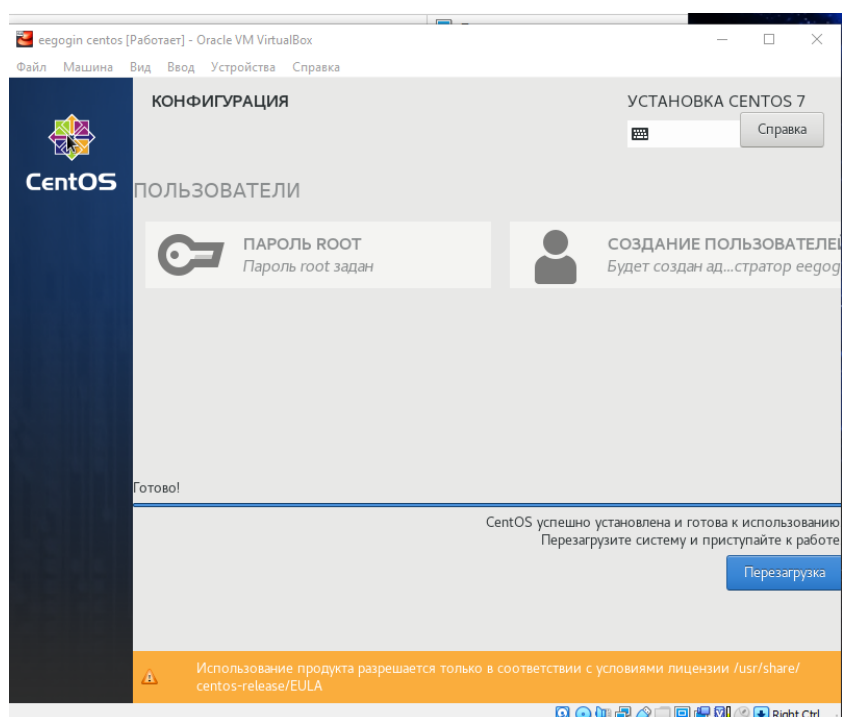 eegogin centos [Работает] - Oracle VM VirtualBox
Файл Машина Вид Ввод Устройства Справка
КОНФИГУРАЦИЯ
УСТАНОВКА CENTOS 7
Справка
CentOS
ПОЛЬЗОВАТЕЛИ
ПАРОЛЬ ROOT
Пароль root задан
СОЗДАНИЕ ПОЛЬЗОВАТЕЛЕЙ
Будет создан ад...стратор eegog
Готово!
CentOS успешно установлена и готова к использованию
Перезагрузите систему и приступайте к работе
Перезагрузка
Использование продукта разрешается только в соответствии с условиями лицензии /usr/share/
centos-release/EULA
Right Ctrl